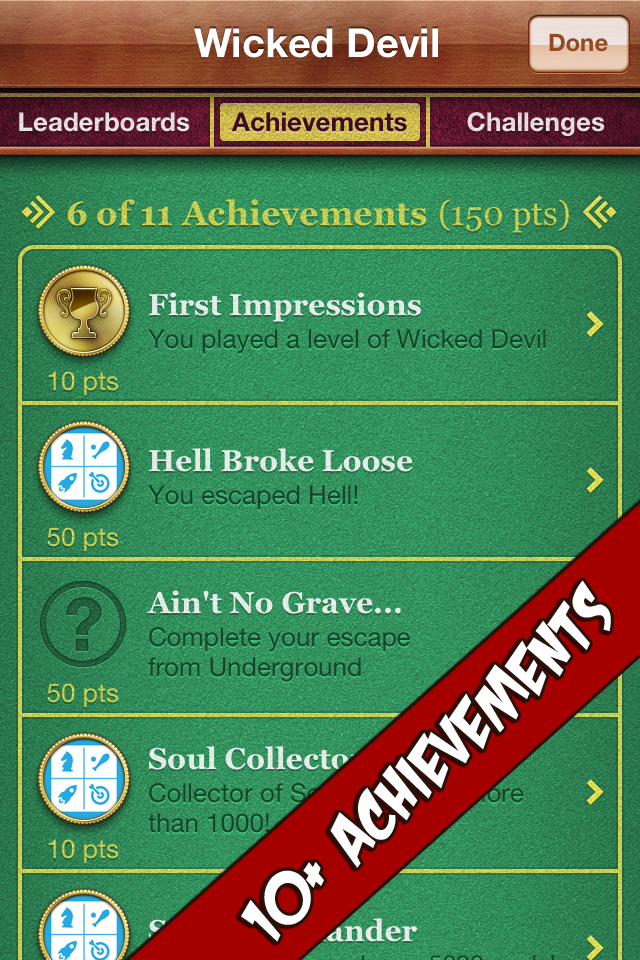 Wicked Devil
Done
Leaderboards
Achievements
Challenges
6 of 11 Achievements (150 pts)
First Impressions
You played a level of Wicked Devil
10 pts
Hell Broke Loose
You escaped Hell!
50 pts
?
Ain't No Grave...
Complete your escape
from Underground
50 pts
Soul Collector
Collector of more
than 1000!
10 pts
10+ ACHIEVEMENTS